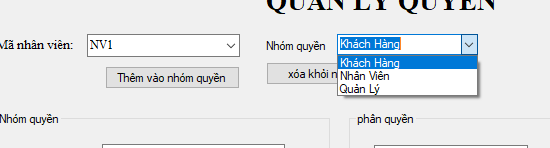 QUẢN LÝ QUYỀN
Mã nhân viên:
NV1
Nhóm quyền
Khách Hàng
Khách Hàng
Nhân Viên
Quản Lý
Thêm vào nhóm quyền
xóa khỏi
Nhóm quyền
phân quyền